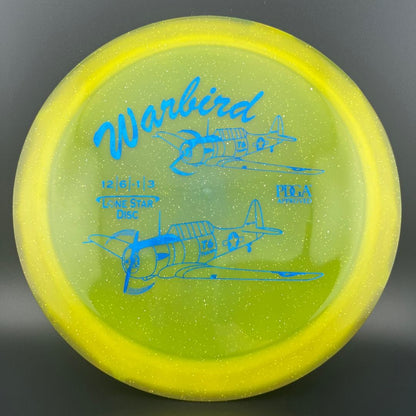 Warbird
12|6|1|3
LONE STAR
DISC
PDGA